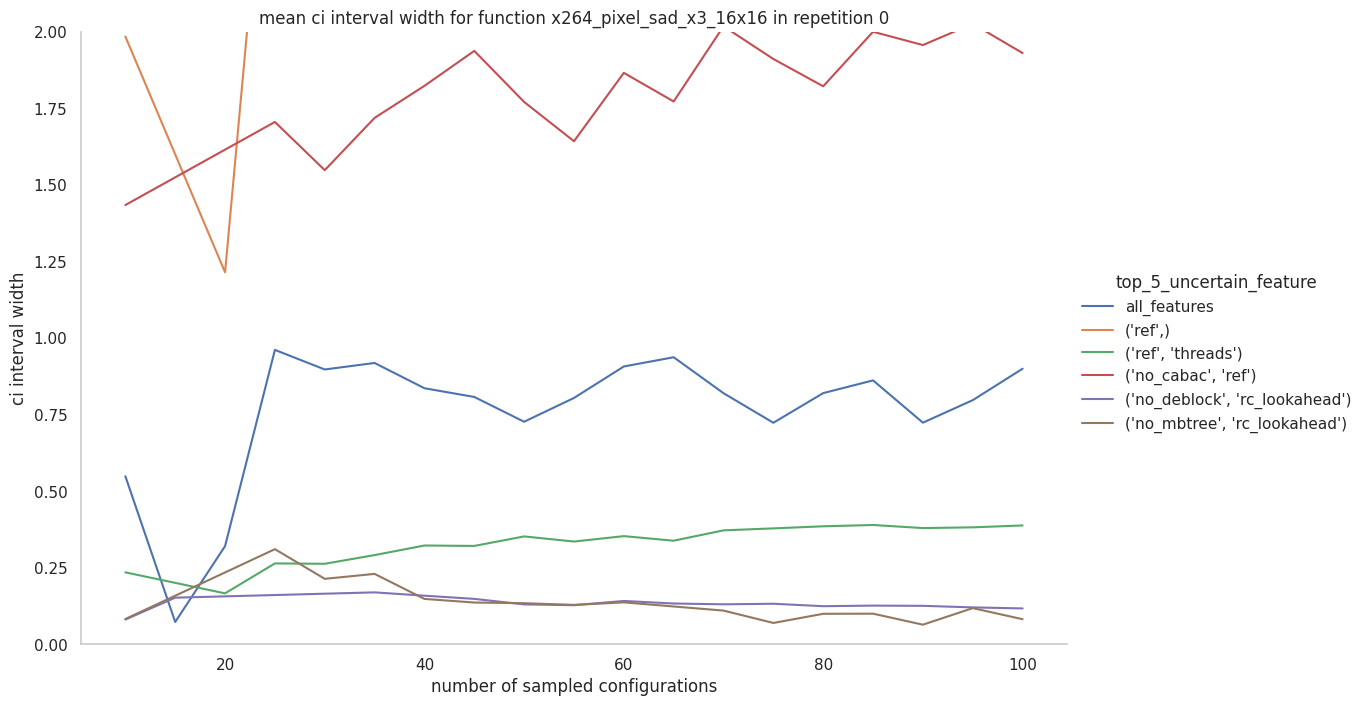 mean ci interval width for function x264_pixel_sad_x3_16x16 in repetition 0
ci interval width
2.00
1.75
1.50
1.25
1.00
0.75
0.50
0.25
0.00
20
40
60
80
100
number of sampled configurations
top_5_uncertain_feature
all_features
('ref',)
('ref', 'threads')
('no_cabac', 'ref')
('no_deblock', 'rc_lookahead')
('no_mbtree', 'rc_lookahead')